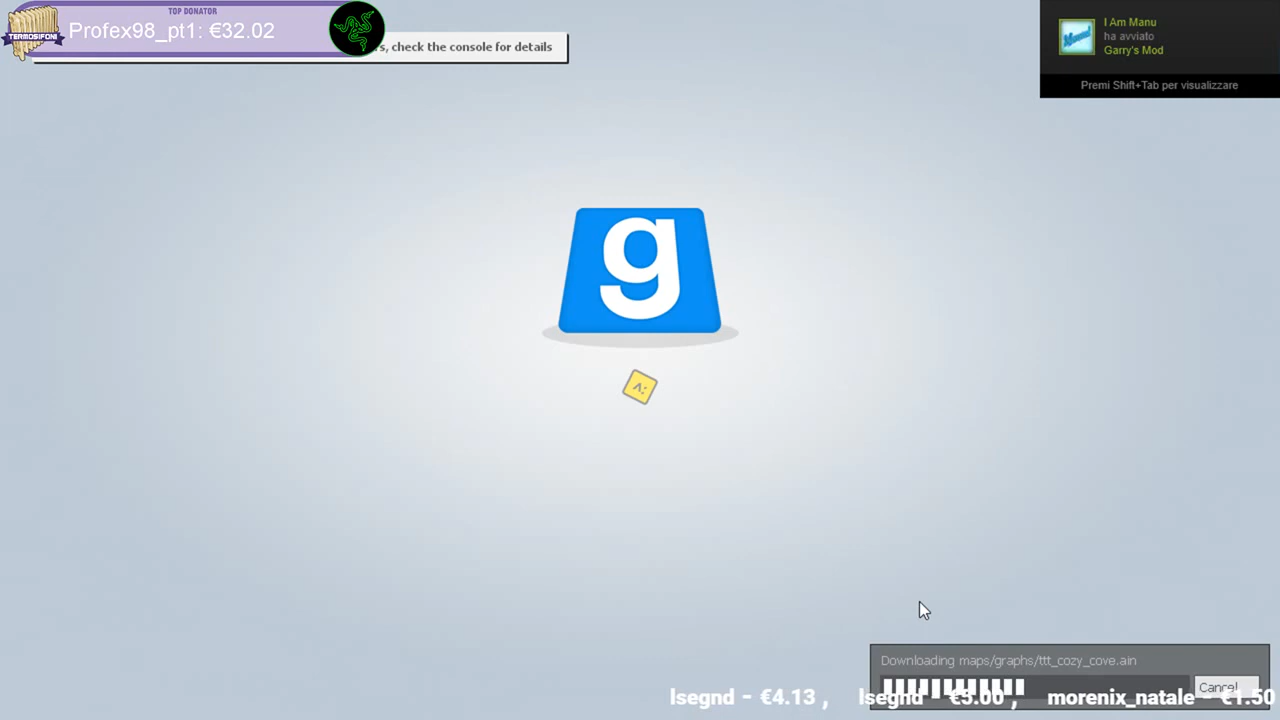 TOP DONATOR
TERMOSIFONI
Profex98_pt1: €32.02
s, check the console for details
I Am Manu
ha avviato
Garry's Mod
Premi Shift+Tab per visualizzare
g
Downloading maps/graphs/ttt_cozy_cove.ain
Cancel
lsegnd - €4.13 , lsegnd - €3.00 , morenix_natale - €1.50